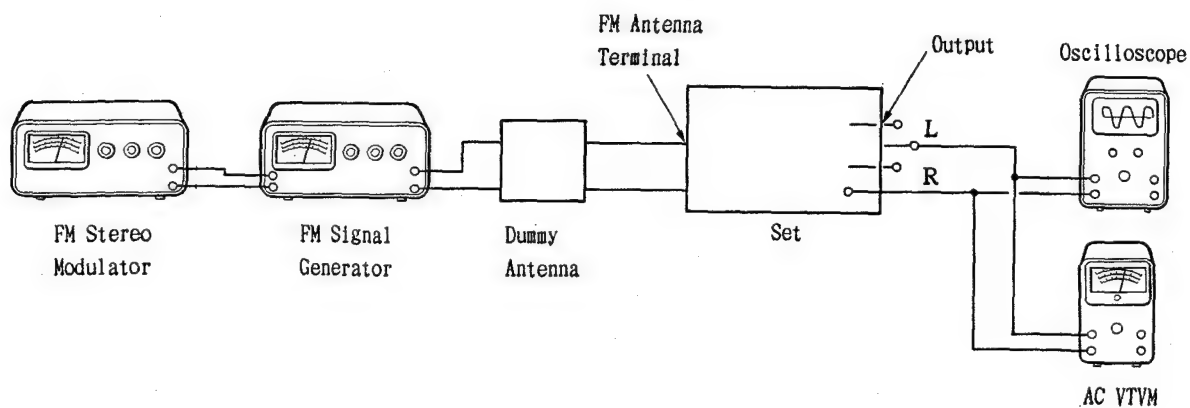 FM Antenna
Terminal
Output
Oscilloscope
L
R
FM Stereo
Modulator
FM Signal
Generator
Dummy
Antenna
Set
AC VTVM